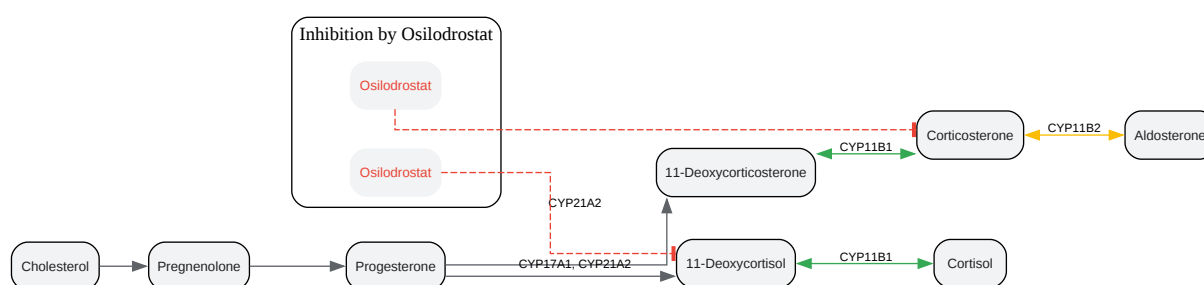 Inhibition by Osilodrostat
Osilodrostat
Osilodrostat
CYP21A2
CYP17A1, CYP21A2
Cholesterol
Pregnenolone
Progesterone
11-Deoxycorticosterone
CYP11B1
Corticosterone
CYP11B2
Aldosterone
11-Deoxycortisol
CYP11B1
Cortisol